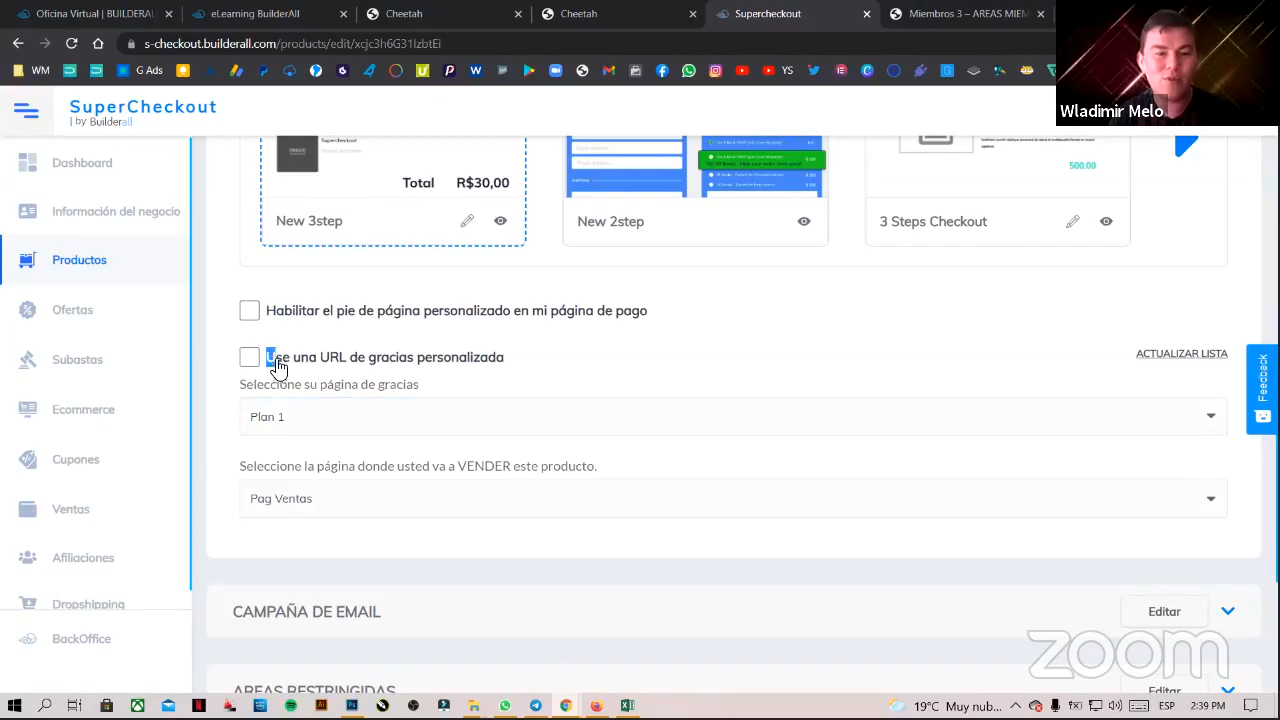 Oficina | Builderall
eLearning Builderall
Cheetah
Cheetah
Supercheckout
Miembros 3 – AREAS MIEM
s-checkout.builderall.com/products/edit/xcjc3h6G31lzbtEi
WM
G Ads
YS
Wladimir Melo
SuperCheckout
| by Builderall
Dashboard
Información del negocio
Productos
Ofertas
Subastas
Ecommerce
Cupones
Ventas
Afiliaciones
Dropshipping
BackOffice
IMAGE
Supercheckout
Total R$30,00
500.00
New 3step
New 2step
3 Steps Checkout
Habilitar el pie de página personalizado en mi página de pago
Use una URL de gracias personalizada
ACTUALIZAR LISTA
Seleccione su página de gracias
Plan 1
Seleccione la página donde usted va a VENDER este producto.
Pag Ventas
Feedback
CAMPAÑA DE EMAIL
Editar
AREAS RESTRINGIDAS
Editar
zoom
19°C Muy nub...
ESP 2:39 PM